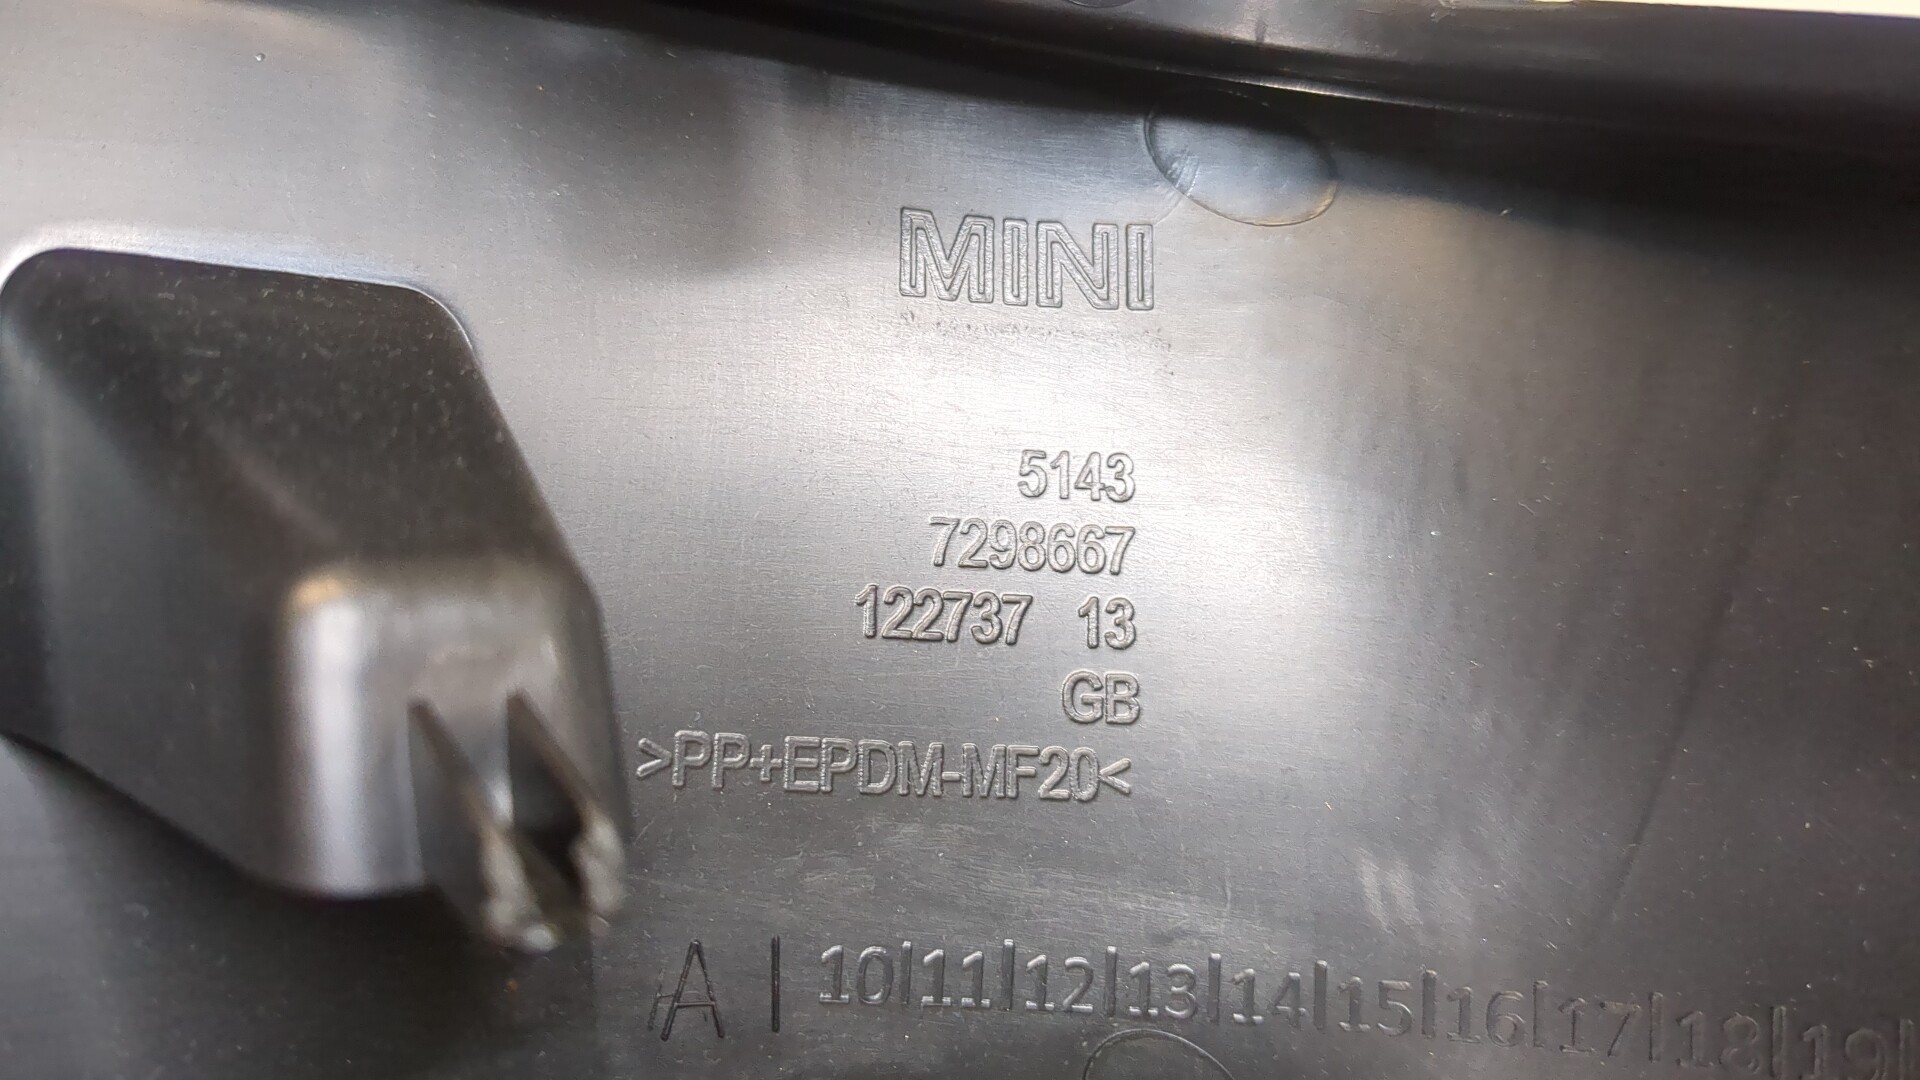 MINI
5143
7298667
122737 13
GB
>PP+EPDM-MF20<
A | 10|11|12|13|14|15|16|17|18|19|